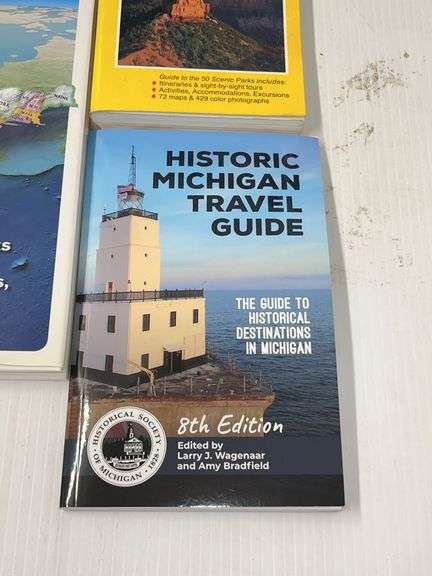 Guide to the 50 Scenic Parks includes:
• Itineraries & sight-by-sight tours
• Activities, Accommodations, Excursions
• 72 maps & 429 color photographs
HISTORIC
MICHIGAN
TRAVEL
GUIDE
THE GUIDE TO
HISTORICAL
DESTINATIONS
IN MICHIGAN
8th Edition
Edited by
Larry J. Wagenaar
and Amy Bradfield
HISTORICAL SOCIETY
OF MICHIGAN • 1828 •